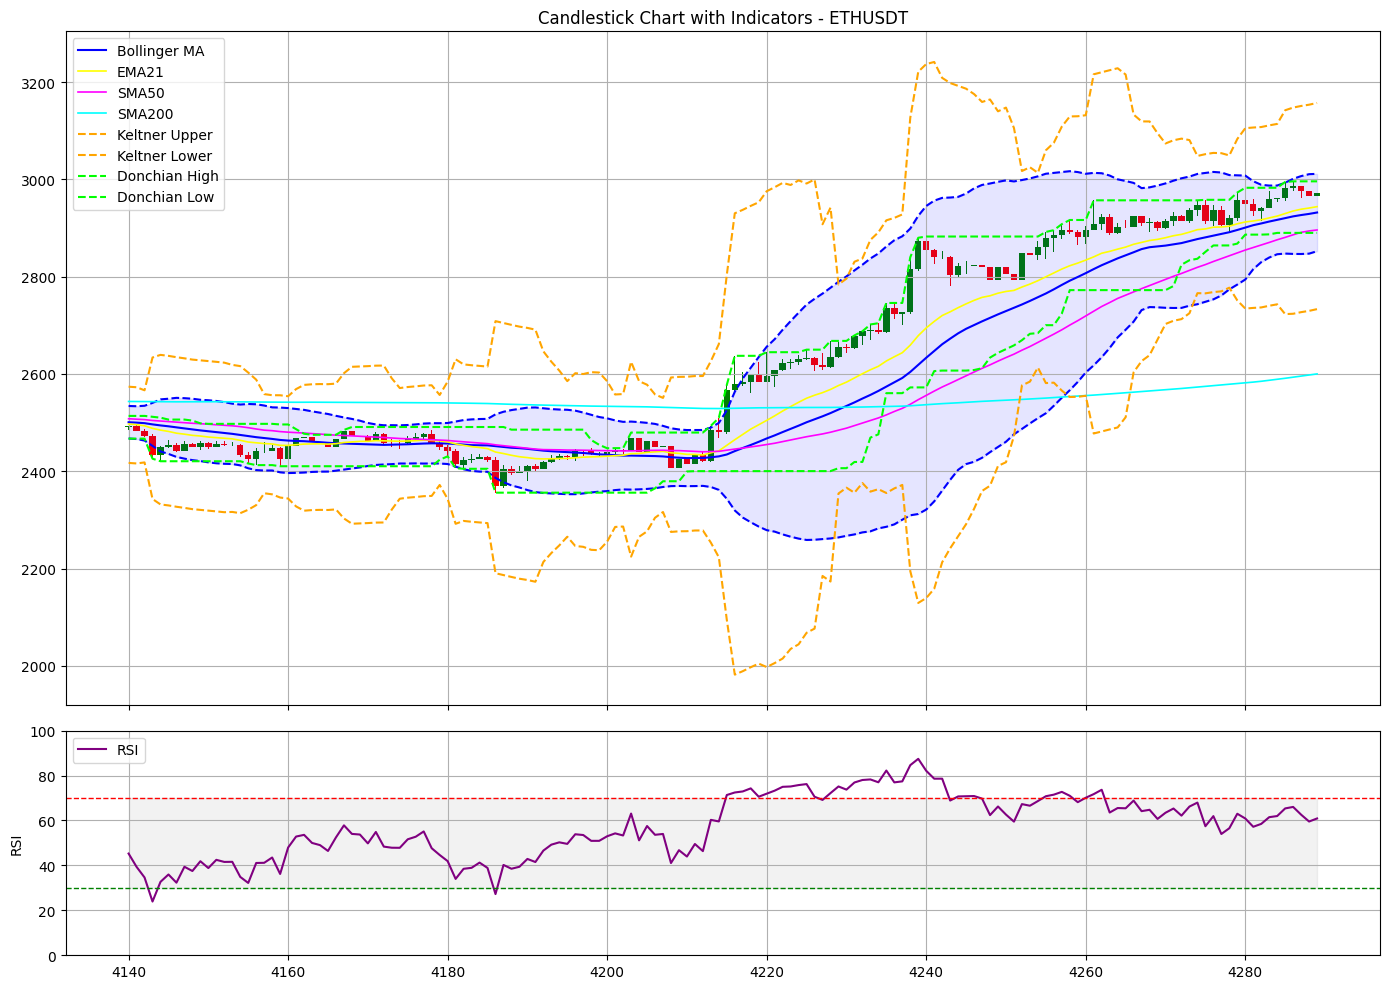 Candlestick Chart with Indicators - ETHUSDT
Bollinger MA
EMA21
SMA50
SMA200
Keltner Upper
Keltner Lower
Donchian High
Donchian Low
3200
3000
2800
2600
2400
2200
2000
RSI
100
80
60
40
20
0
RSI
4140 4160 4180 4200 4220 4240 4260 4280